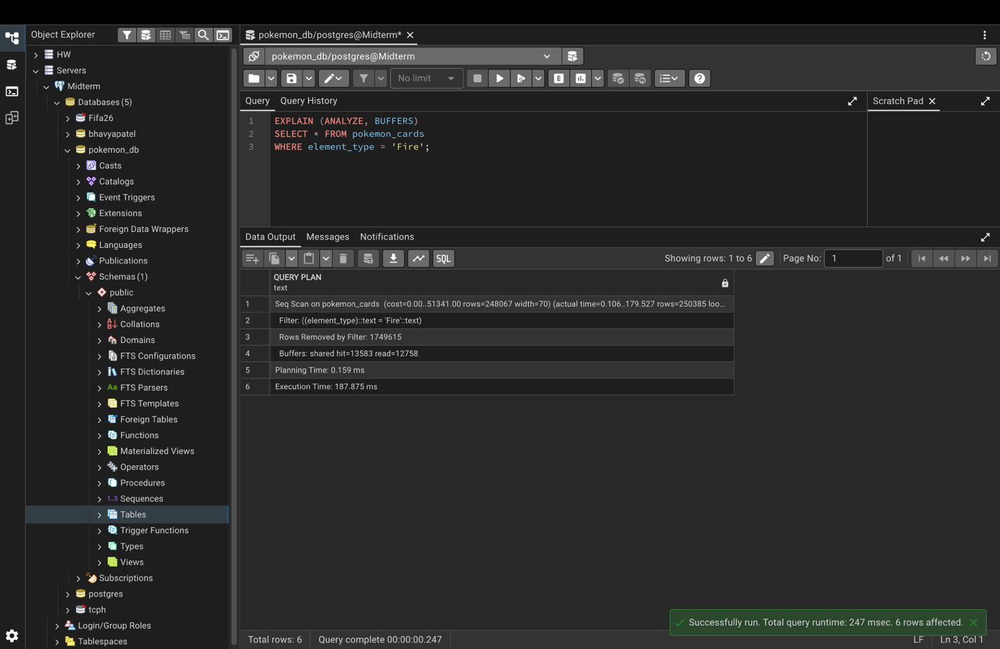 Object Explorer
HW
Servers
Midterm
Databases (5)
Fifa26
bhavyapatel
pokemon_db
Casts
Catalogs
Event Triggers
Extensions
Foreign Data Wrappers
Languages
Publications
Schemas (1)
public
Aggregates
Collations
Domains
FTS Configurations
FTS Dictionaries
Aa FTS Parsers
FTS Templates
Foreign Tables
Functions
Materialized Views
Operators
Procedures
1..3 Sequences
Tables
Trigger Functions
Types
Views
Subscriptions
postgres
tcph
Login/Group Roles
Tablespaces
pokemon_db/postgres@Midterm*
pokemon_db/postgres@Midterm
No limit
E
Query Query History
Scratch Pad
1 EXPLAIN (ANALYZE, BUFFERS)
2 SELECT * FROM pokemon_cards
3 WHERE element_type = 'Fire';
Data Output Messages Notifications
SQL
Showing rows: 1 to 6
Page No: 1 of 1
QUERY PLAN
text
1 Seq Scan on pokemon_cards (cost=0.00..51341.00 rows=248067 width=70) (actual time=0.106..179.527 rows=250385 loo...
2 Filter: ((element_type)::text = 'Fire'::text)
3 Rows Removed by Filter: 1749615
4 Buffers: shared hit=13583 read=12758
5 Planning Time: 0.159 ms
6 Execution Time: 187.875 ms
Successfully run. Total query runtime: 247 msec. 6 rows affected.
Total rows: 6
Query complete 00:00:00.247
LF
Ln 3, Col 1